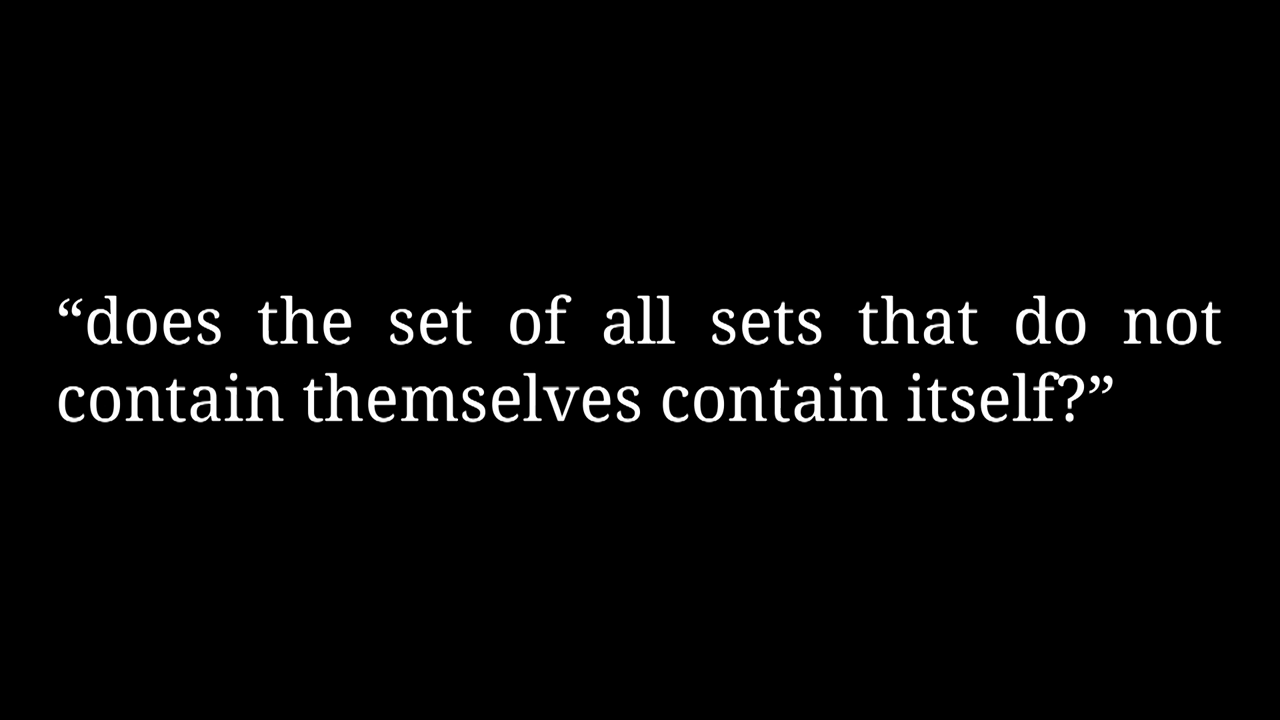 “does the set of all sets that do not
contain themselves contain itself?”